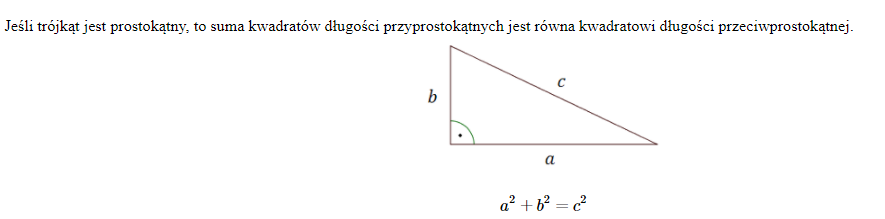 Jeśli trójkąt jest prostokątny, to suma kwadratów długości przyprostokątnych jest równa kwadratowi długości przeciwprostokątnej.
c
b
a
a² + b² = c²